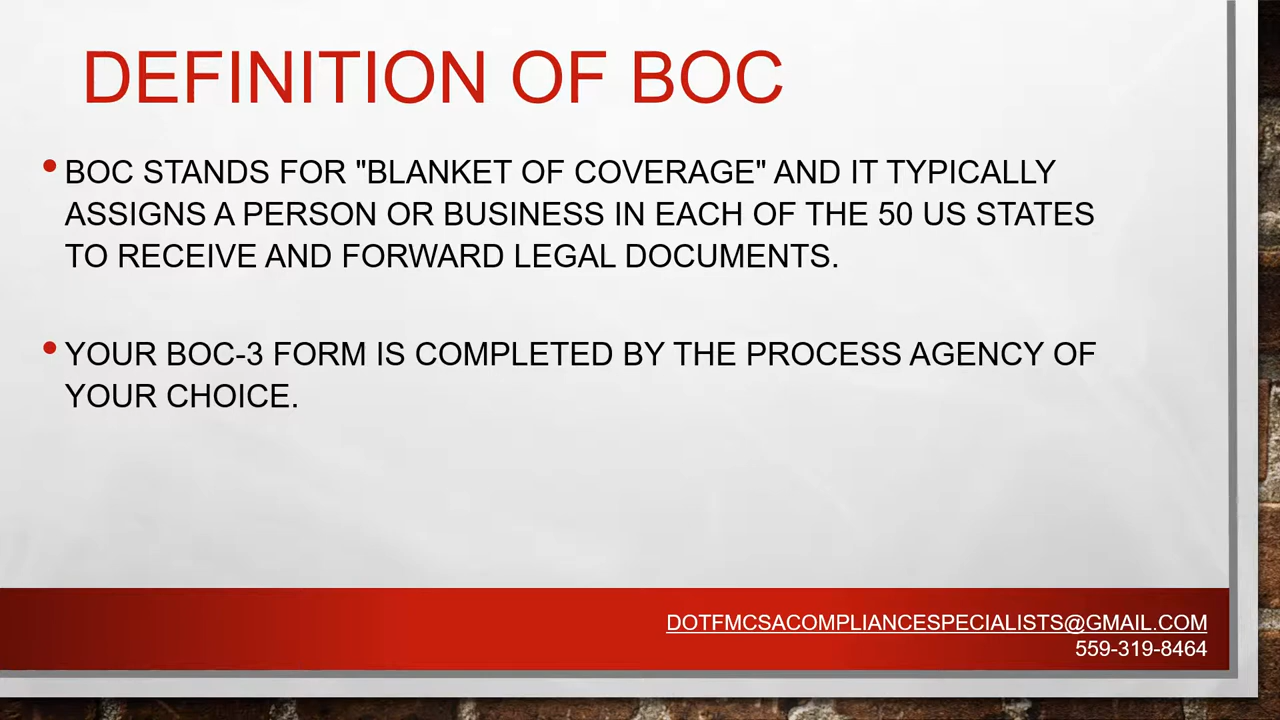 DEFINITION OF BOC
BOC STANDS FOR "BLANKET OF COVERAGE" AND IT TYPICALLY
ASSIGNS A PERSON OR BUSINESS IN EACH OF THE 50 US STATES
TO RECEIVE AND FORWARD LEGAL DOCUMENTS.
YOUR BOC-3 FORM IS COMPLETED BY THE PROCESS AGENCY OF
YOUR CHOICE.
DOTFMCSACOMPLIANCESPECIALISTS@GMAIL.COM
559-319-8464